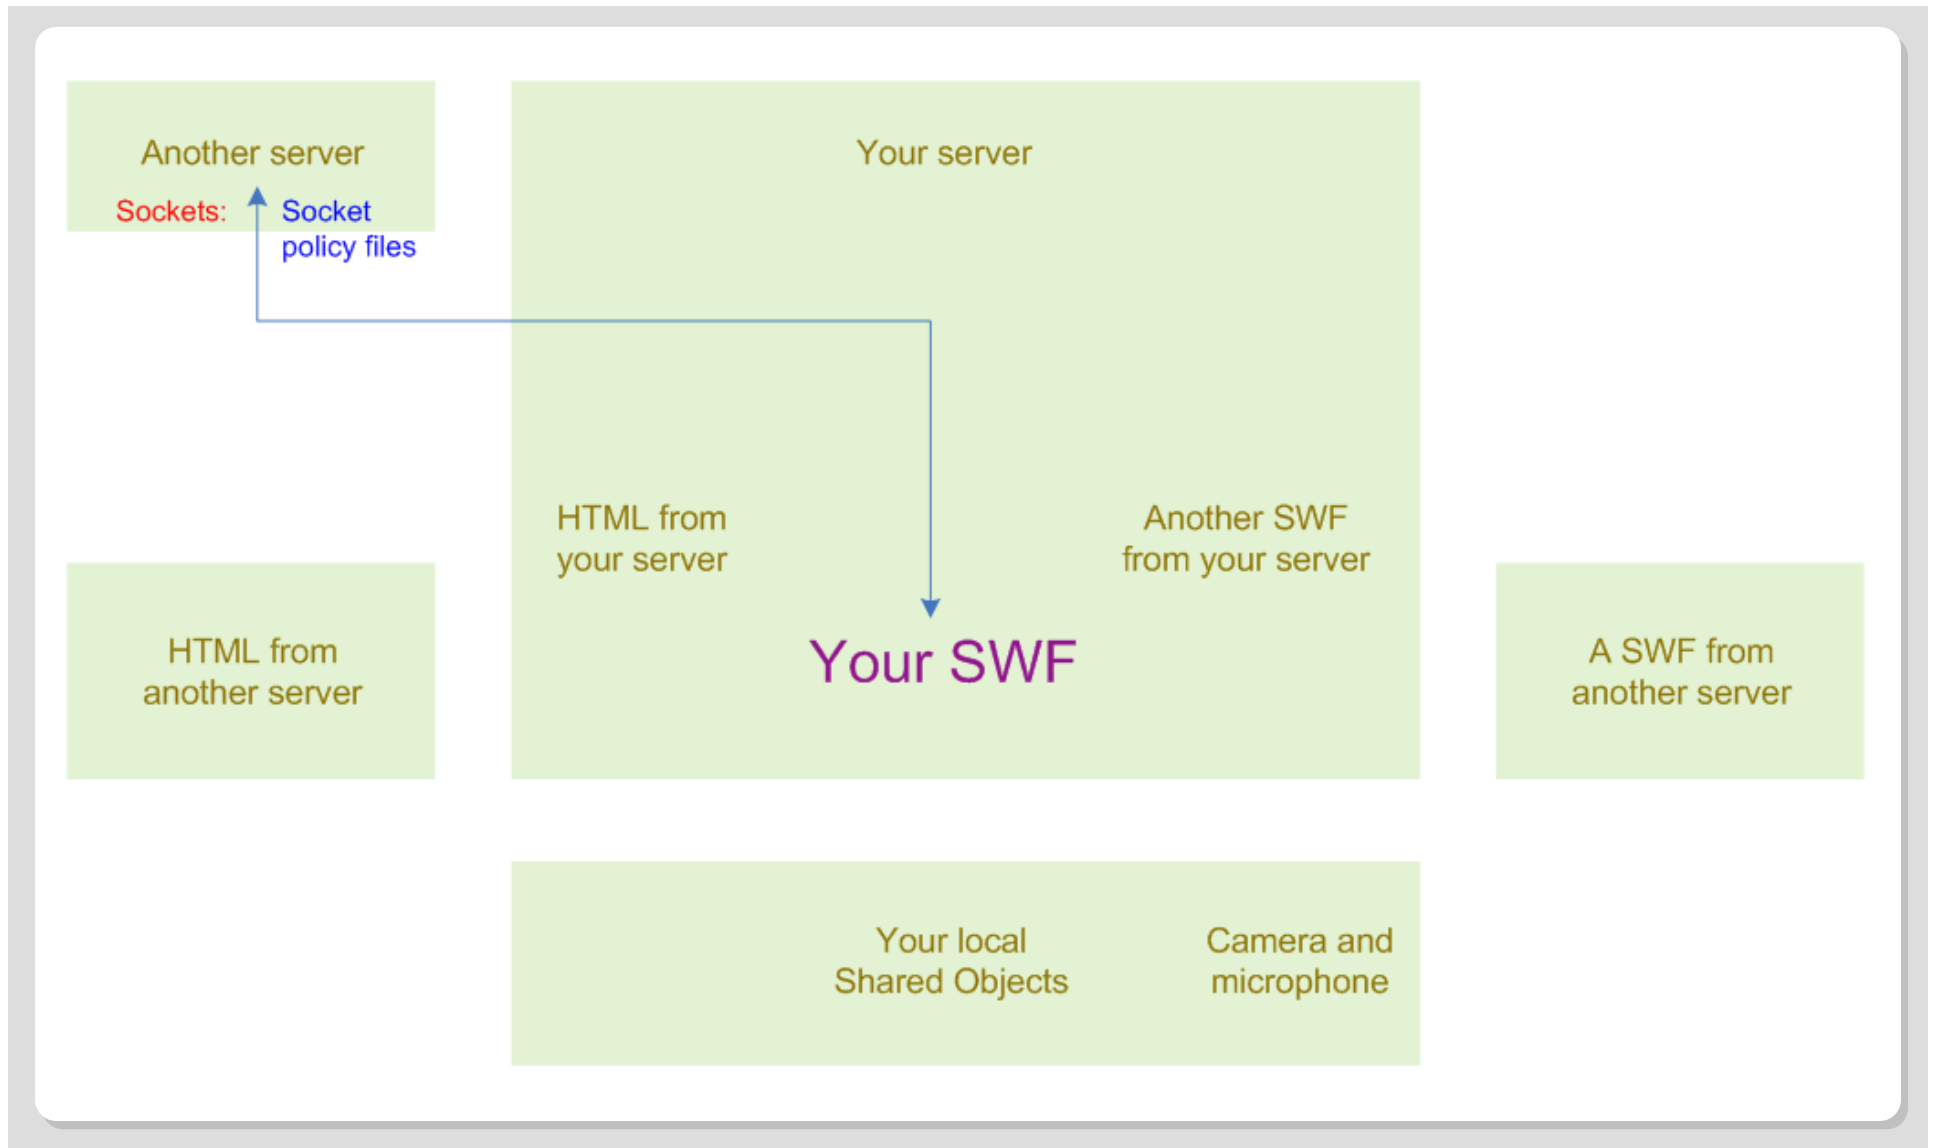 Another server
Sockets:
Socket
policy files
Your server
HTML from
your server
Another SWF
from your server
Your SWF
HTML from
another server
A SWF from
another server
Your local
Shared Objects
Camera and
microphone